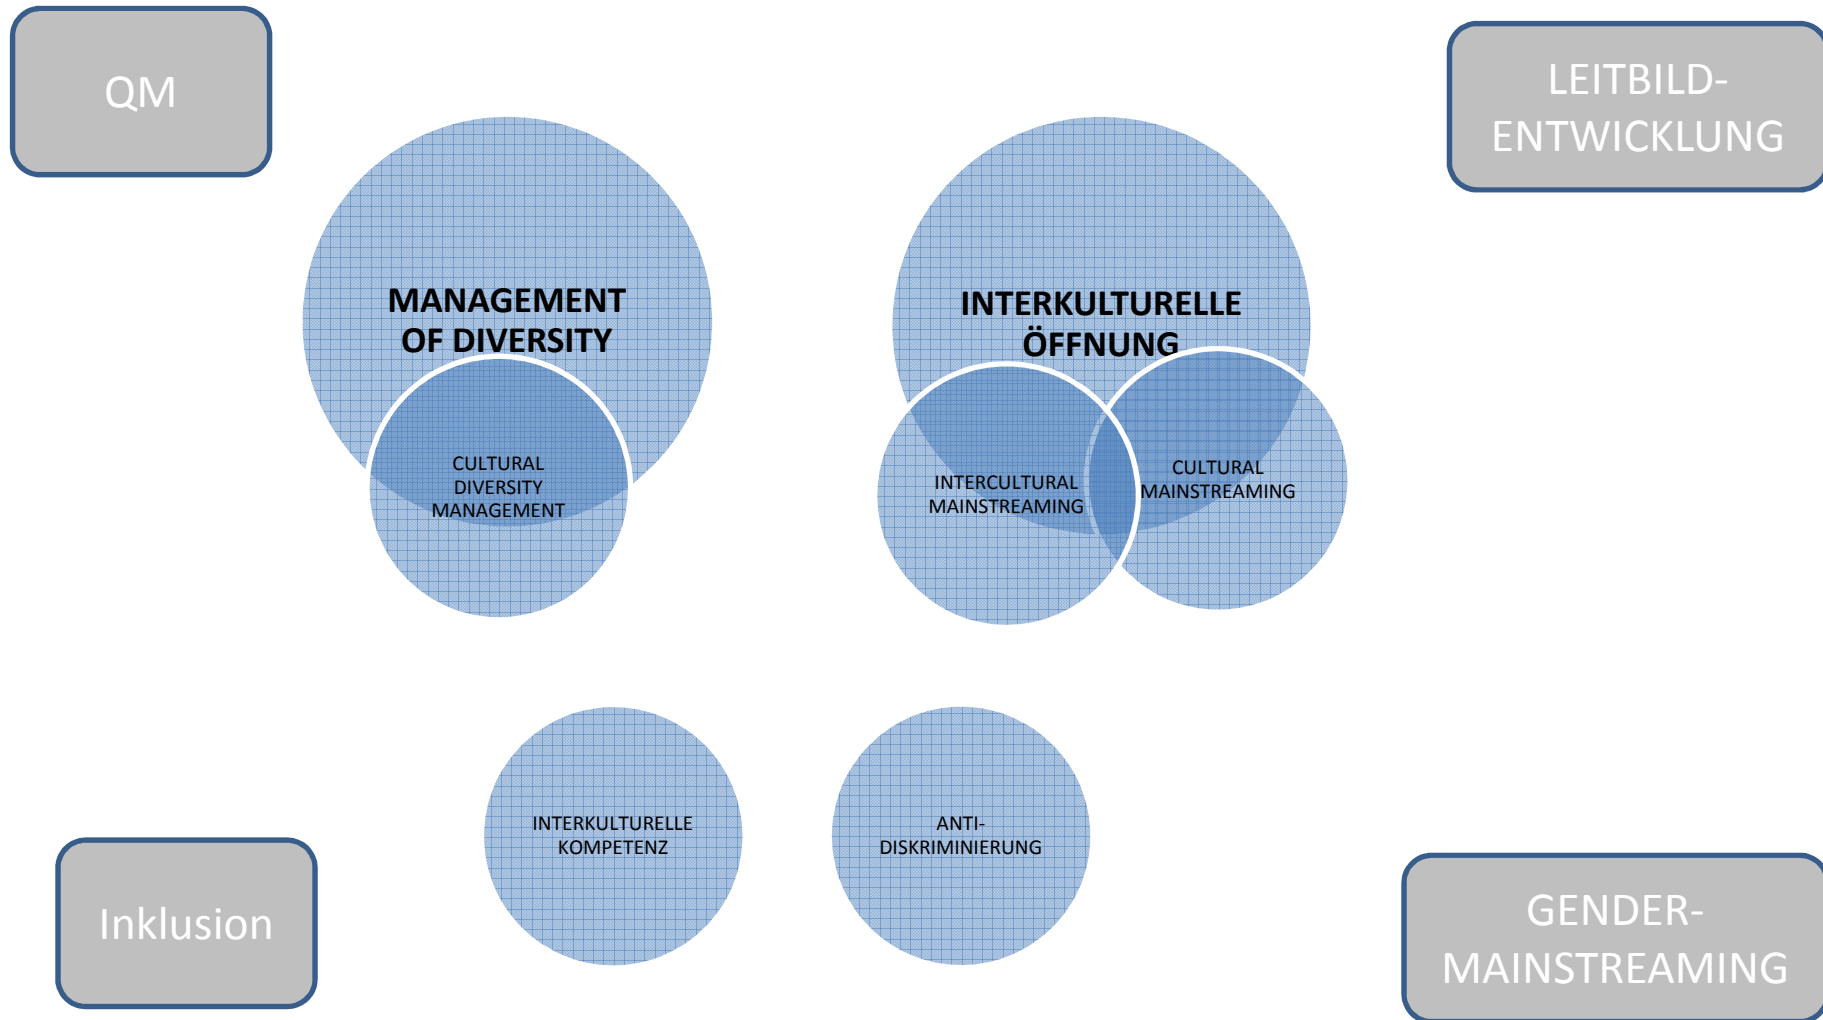 QM
LEITBILD-
ENTWICKLUNG
MANAGEMENT
OF DIVERSITY
INTERKULTURELLE
ÖFFNUNG
CULTURAL
DIVERSITY
MANAGEMENT
INTERCULTURAL
MAINSTREAMING
CULTURAL
MAINSTREAMING
INTERKULTURELLE
KOMPETENZ
ANTI-
DISKRIMINIERUNG
Inklusion
GENDER-
MAINSTREAMING